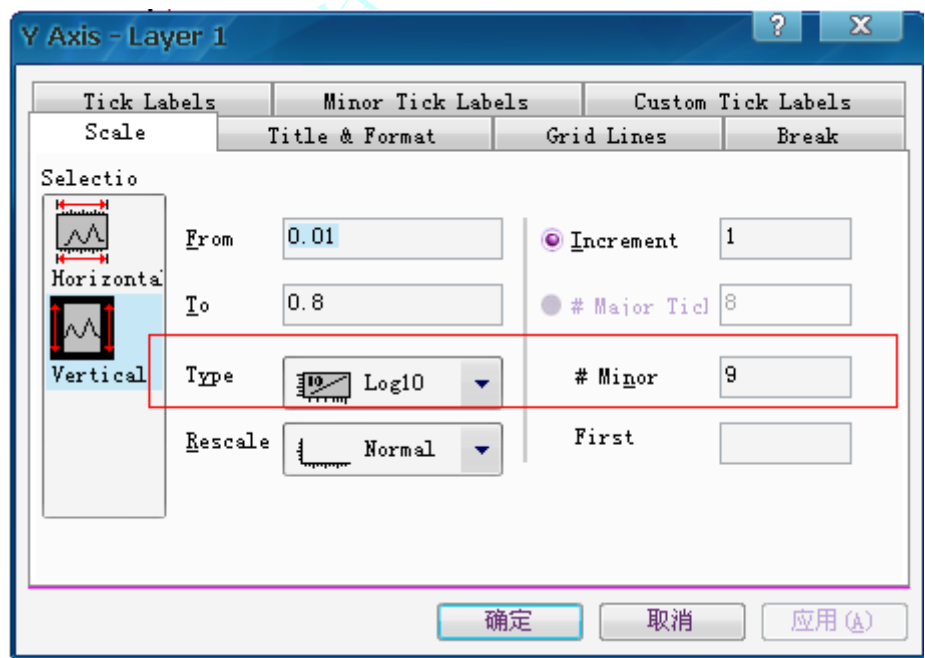 Y Axis - Layer 1
? X
Tick Labels Minor Tick Labels Custom Tick Labels
Scale Title & Format Grid Lines Break
Selectio
From 0.01 Increment 1
Horizonta
To 0.8 # Major Ticl 8
Vertical Type Log10 # Minor 9
Rescale Normal First
确定 取消 应用(A)